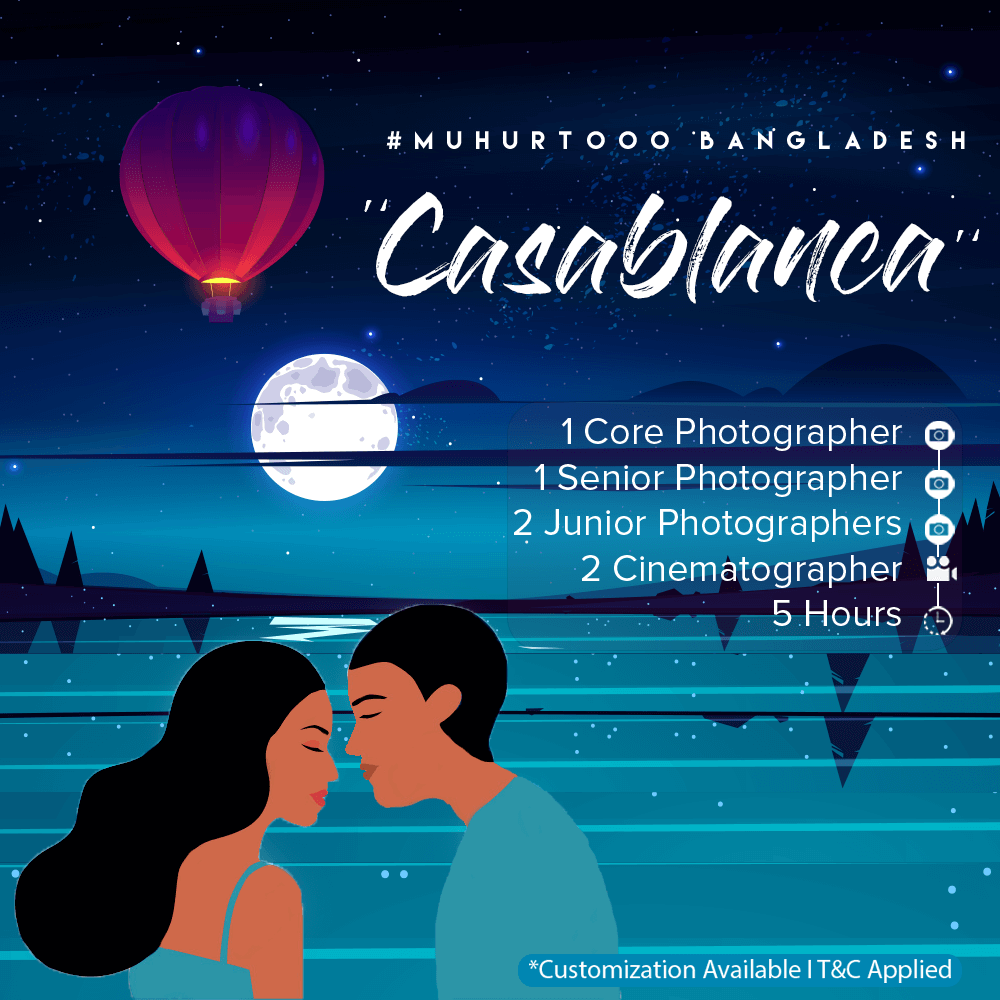 #MUHURTOOO BANGLADESH
"Casablanca"
1 Core Photographer
1 Senior Photographer
2 Junior Photographers
2 Cinematographer
5 Hours
*Customization Available I T&C Applied